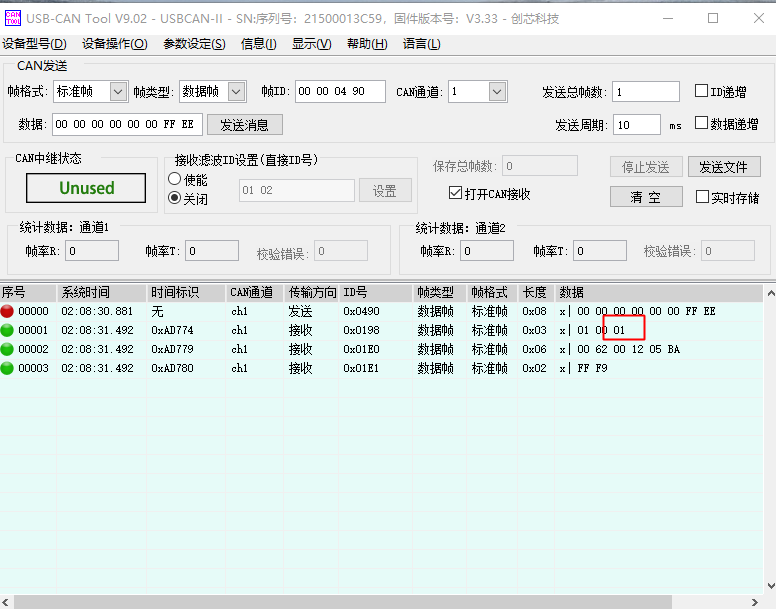 CAN TOOL USB-CAN Tool V9.02 - USBCAN-II - SN:序列号：21500013C59，固件版本号：V3.33 - 创芯科技
设备型号(D) 设备操作(O) 参数设定(S) 信息(I) 显示(V) 帮助(H) 语言(L)
CAN发送
帧格式: 标准帧 帧类型: 数据帧 帧ID: 00 00 04 90 CAN通道: 1 发送总帧数: 1 ID递增
数据: 00 00 00 00 00 00 FF EE 发送消息 发送周期: 10 ms 数据递增
CAN中继状态 接收滤波ID设置(直接ID号) 保存总帧数: 0 停止发送 发送文件
Unused 使能 01 02 设置 打开CAN接收 清 空 实时存储
关闭
统计数据: 通道1 统计数据: 通道2
帧率R: 0 帧率T: 0 校验错误: 0 帧率R: 0 帧率T: 0 校验错误: 0
序号 系统时间 时间标识 CAN通道 传输方向 ID号 帧类型 帧格式 长度 数据
00000 02:08:30.881 无 ch1 发送 0x0490 数据帧 标准帧 0x08 x| 00 00 00 00 00 00 FF EE
00001 02:08:31.492 0xAD774 ch1 接收 0x0198 数据帧 标准帧 0x03 x| 01 00 01
00002 02:08:31.492 0xAD779 ch1 接收 0x01E0 数据帧 标准帧 0x06 x| 00 62 00 12 05 BA
00003 02:08:31.492 0xAD780 ch1 接收 0x01E1 数据帧 标准帧 0x02 x| FF F9